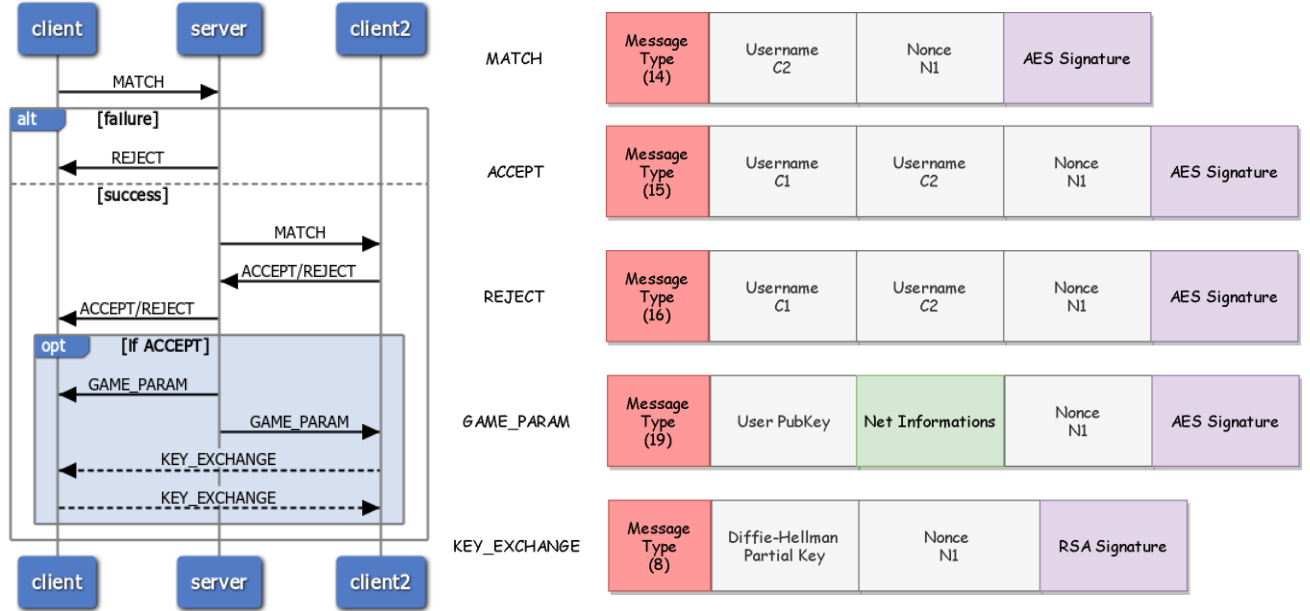 client
server
client2
MATCH
alt
[failure]
REJECT
[success]
MATCH
ACCEPT/REJECT
ACCEPT/REJECT
opt
[if ACCEPT]
GAME_PARAM
GAME_PARAM
KEY_EXCHANGE
KEY_EXCHANGE
client
server
client2
MATCH
Message
Type
(14)
Username
C2
Nonce
N1
AES Signature
ACCEPT
Message
Type
(15)
Username
C1
Username
C2
Nonce
N1
AES Signature
REJECT
Message
Type
(16)
Username
C1
Username
C2
Nonce
N1
AES Signature
GAME_PARAM
Message
Type
(19)
User PubKey
Net Informations
Nonce
N1
AES Signature
KEY_EXCHANGE
Message
Type
(8)
Diffie-Hellman
Partial Key
Nonce
N1
RSA Signature